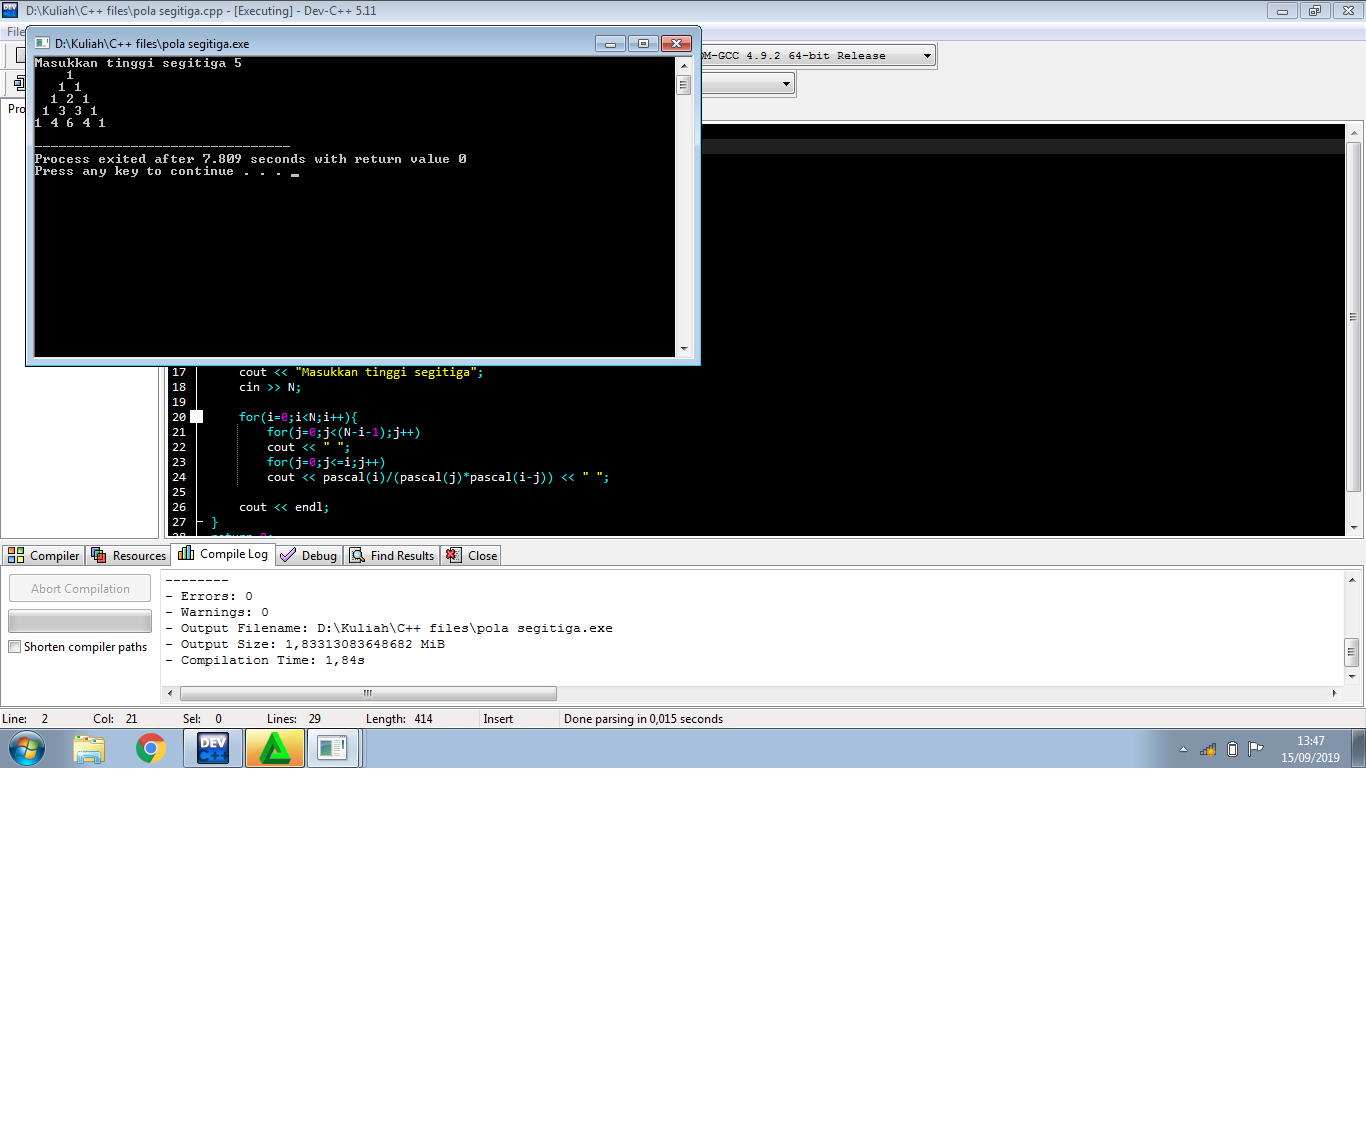 D:\Kuliah\C++ files\pola segitiga.cpp - [Executing] - Dev-C++ 5.11
File
D:\Kuliah\C++ files\pola segitiga.exe
DM-GCC 4.9.2 64-bit Release
Masukkan tinggi segitiga 5
    1
   1 1
  1 2 1
 1 3 3 1
1 4 6 4 1
--------------------------------
Process exited after 7.809 seconds with return value 0
Press any key to continue . . . _
Pro
17 cout << "Masukkan tinggi segitiga";
18 cin >> N;
19
20 for(i=0;i<N;i++){
21 for(j=0;j<(N-i-1);j++)
22 cout << " ";
23 for(j=0;j<=i;j++)
24 cout << pascal(i)/(pascal(j)*pascal(i-j)) << " ";
25
26 cout << endl;
27 }
Compiler Resources Compile Log Debug Find Results Close
Abort Compilation
Shorten compiler paths
--------
- Errors: 0
- Warnings: 0
- Output Filename: D:\Kuliah\C++ files\pola segitiga.exe
- Output Size: 1,83313083648682 MiB
- Compilation Time: 1,84s
Line: 2 Col: 21 Sel: 0 Lines: 29 Length: 414 Insert Done parsing in 0,015 seconds
DEV C++
13:47
15/09/2019